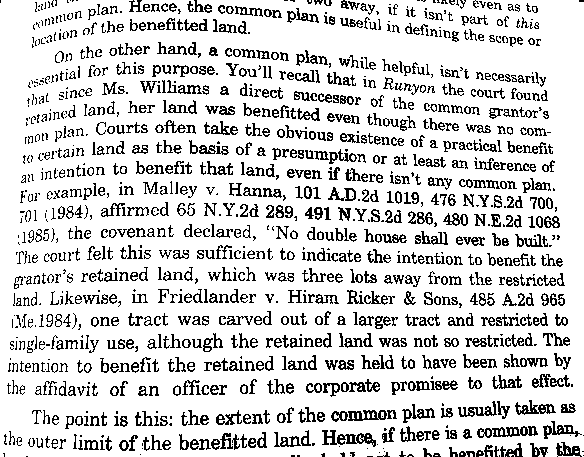 land two away, if it isn't part of this
common plan. Hence, the common plan is useful in defining the scope or
location of the benefitted land.
On the other hand, a common plan, while helpful, isn't necessarily
essential for this purpose. You'll recall that in Runyon the court found
that since Ms. Williams a direct successor of the common grantor's
retained land, her land was benefitted even though there was no com-
mon plan. Courts often take the obvious existence of a practical benefit
to certain land as the basis of a presumption or at least an inference of
an intention to benefit that land, even if there isn't any common plan.
For example, in Malley v. Hanna, 101 A.D.2d 1019, 476 N.Y.S.2d 700,
701 (1984), affirmed 65 N.Y.2d 289, 491 N.Y.S.2d 286, 480 N.E.2d 1068
(1985), the covenant declared, "No double house shall ever be built."
The court felt this was sufficient to indicate the intention to benefit the
grantor's retained land, which was three lots away from the restricted
land. Likewise, in Friedlander v. Hiram Ricker & Sons, 485 A.2d 965
(Me.1984), one tract was carved out of a larger tract and restricted to
single-family use, although the retained land was not so restricted. The
intention to benefit the retained land was held to have been shown by
the affidavit of an officer of the corporate promisee to that effect.
The point is this: the extent of the common plan is usually taken as
the outer limit of the benefitted land. Hence, if there is a common plan,
to be benefitted by the